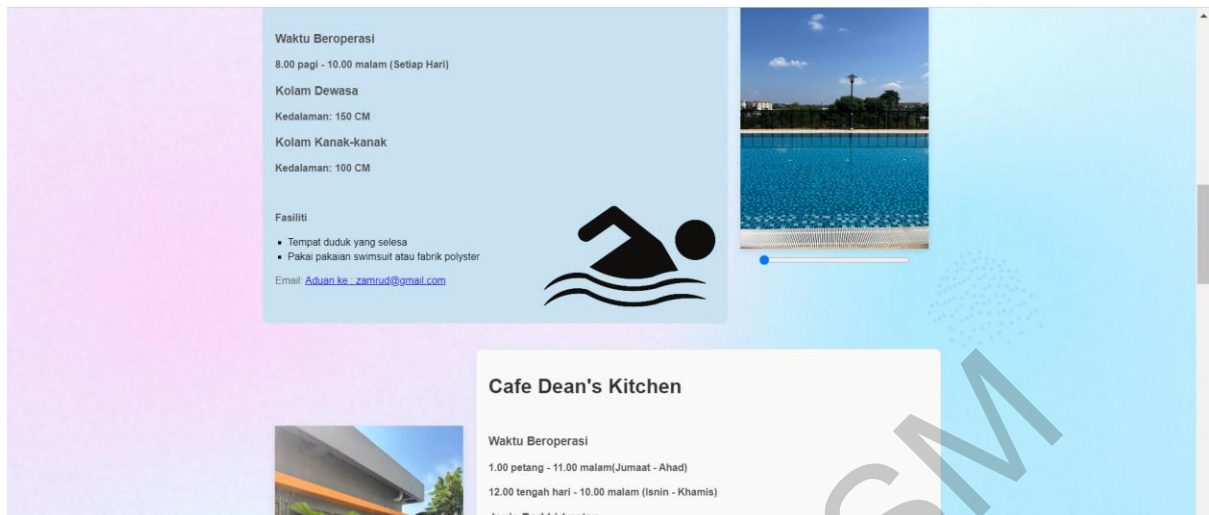 Waktu Beroperasi
8.00 pagi - 10.00 malam (Setiap Hari)
Kolam Dewasa
Kedalaman: 150 CM
Kolam Kanak-kanak
Kedalaman: 100 CM
Fasiliti
Tempat duduk yang selesa
Pakai pakaian swimsuit atau fabrik polyster
Email: Aduan ke : zamrud@gmail.com
Cafe Dean's Kitchen
Waktu Beroperasi
1.00 petang - 11.00 malam(Jumaat - Ahad)
12.00 tengah hari - 10.00 malam (Isnin - Khamis)
SM